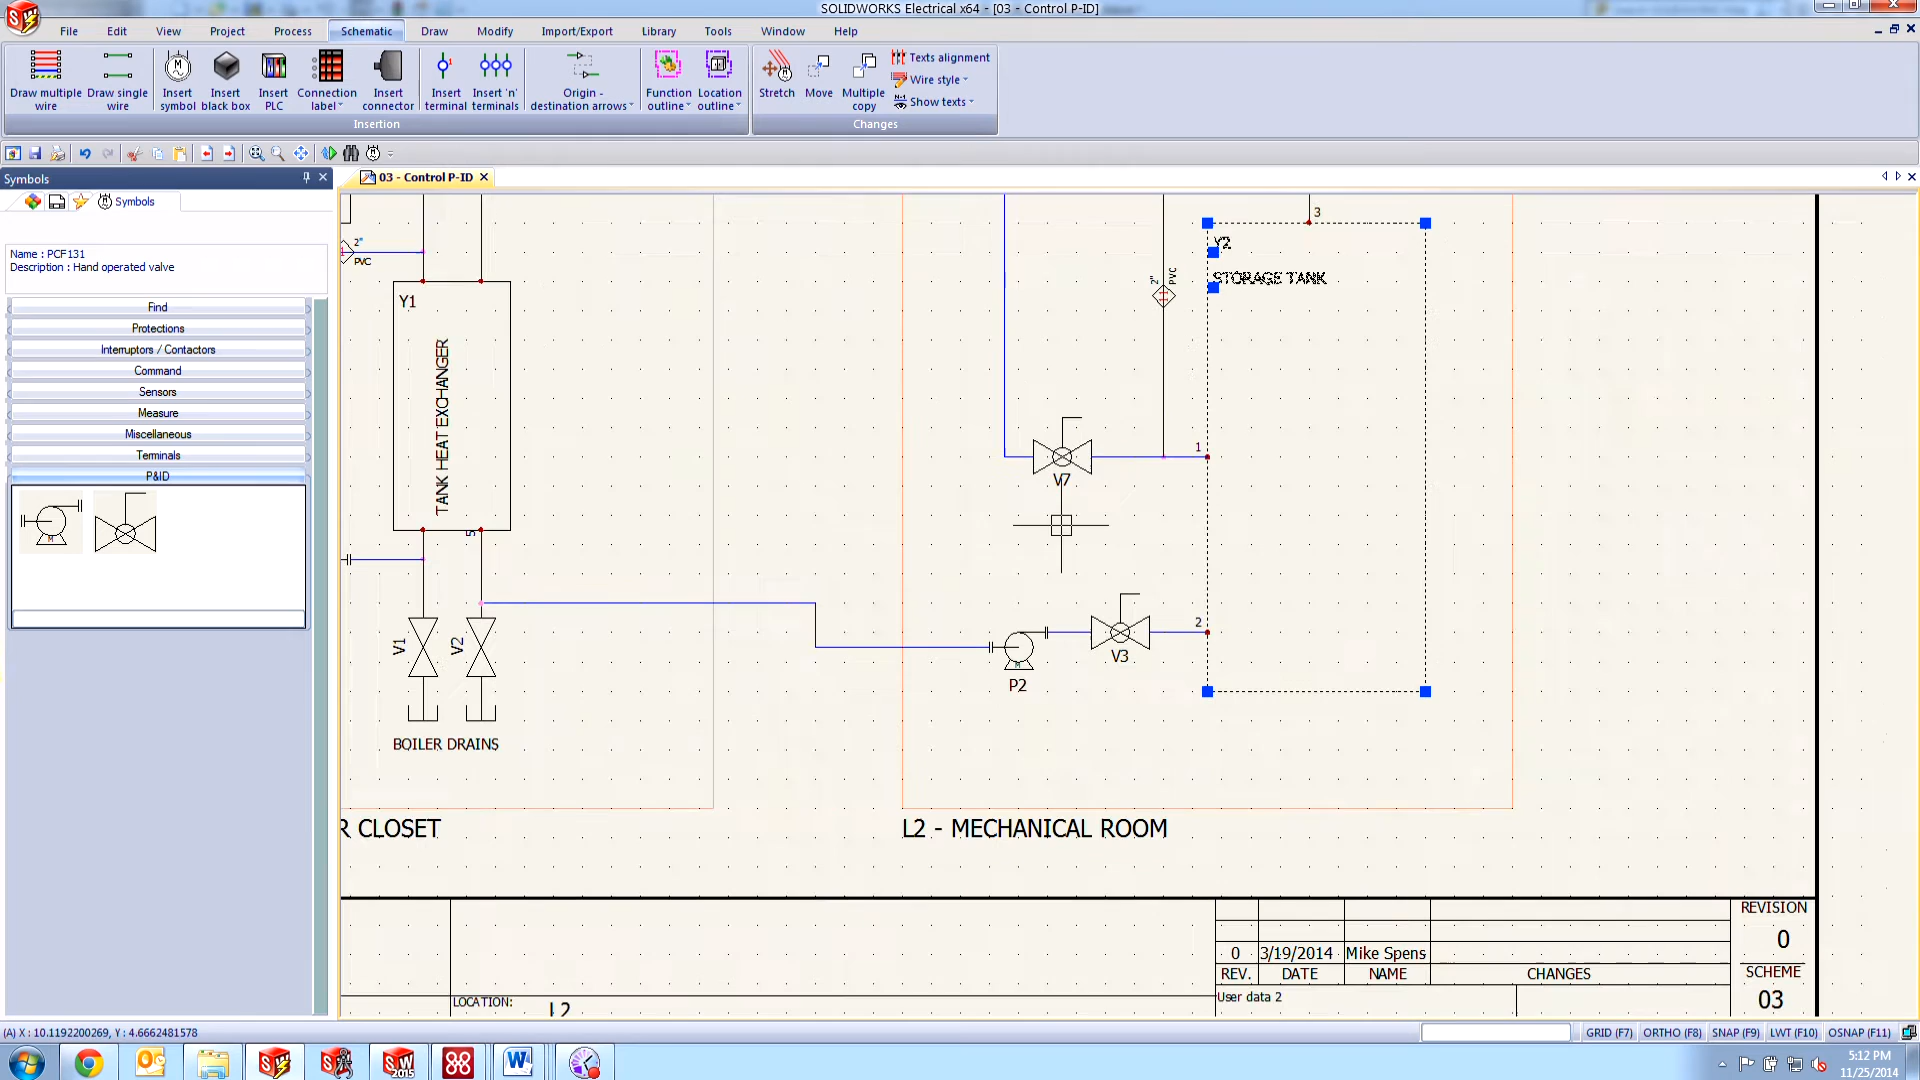 SOLIDWORKS Electrical x64 - [03 - Control P-ID]
File Edit View Project Process Schematic Draw Modify Import/Export Library Tools Window Help
Draw multiple wire
Draw single wire
Insert symbol
Insert black box
Insert PLC
Connection label
Insert connector
Insert terminal
Insert 'n' terminals
Origin - destination arrows
Function outline
Location outline
Stretch
Move
Multiple copy
Texts alignment
Wire style
Show texts
Insertion
Changes
Symbols
03 - Control P-ID
Symbols
Name : PCF131
Description : Hand operated valve
Find
Protections
Interruptors / Contactors
Command
Sensors
Measure
Miscellaneous
Terminals
P&ID
M
2"
PVC
Y1
TANK HEAT EXCHANGER
5
V1
V2
BOILER DRAINS
R CLOSET
3
Y2
STORAGE TANK
2"
PVC
11
1
V7
2
V3
M
P2
L2 - MECHANICAL ROOM
REVISION
0
0 3/19/2014 Mike Spens
REV. DATE NAME CHANGES
SCHEME
03
User data 2
LOCATION: L2
(A) X : 10.1192200269, Y : 4.6662481578
GRID (F7) ORTHO (F8) SNAP (F9) LWT (F10) OSNAP (F11)
5:12 PM
11/25/2014